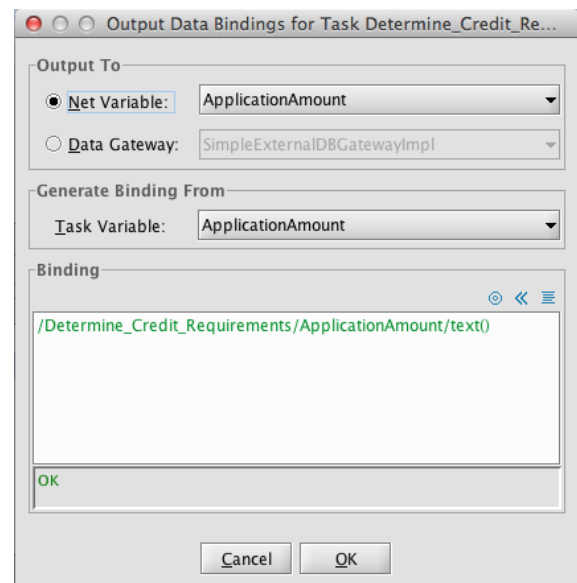 Output Data Bindings for Task Determine_Credit_Re...
Output To
Net Variable: ApplicationAmount
Data Gateway: SimpleExternalDBGatewayImpl
Generate Binding From
Task Variable: ApplicationAmount
Binding
/Determine_Credit_Requirements/ApplicationAmount/text()
OK
Cancel OK